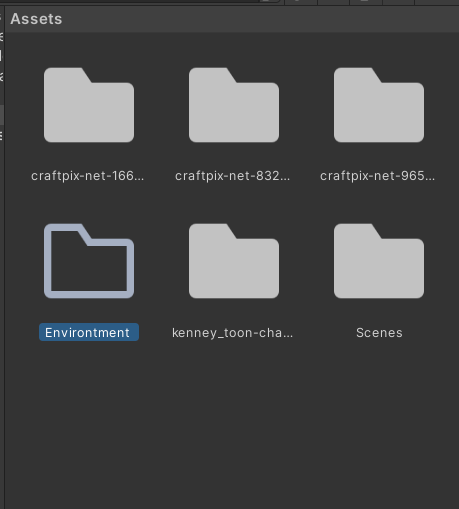 Assets
craftpix-net-166...
craftpix-net-832...
craftpix-net-965...
Environtment
kenney_toon-cha...
Scenes